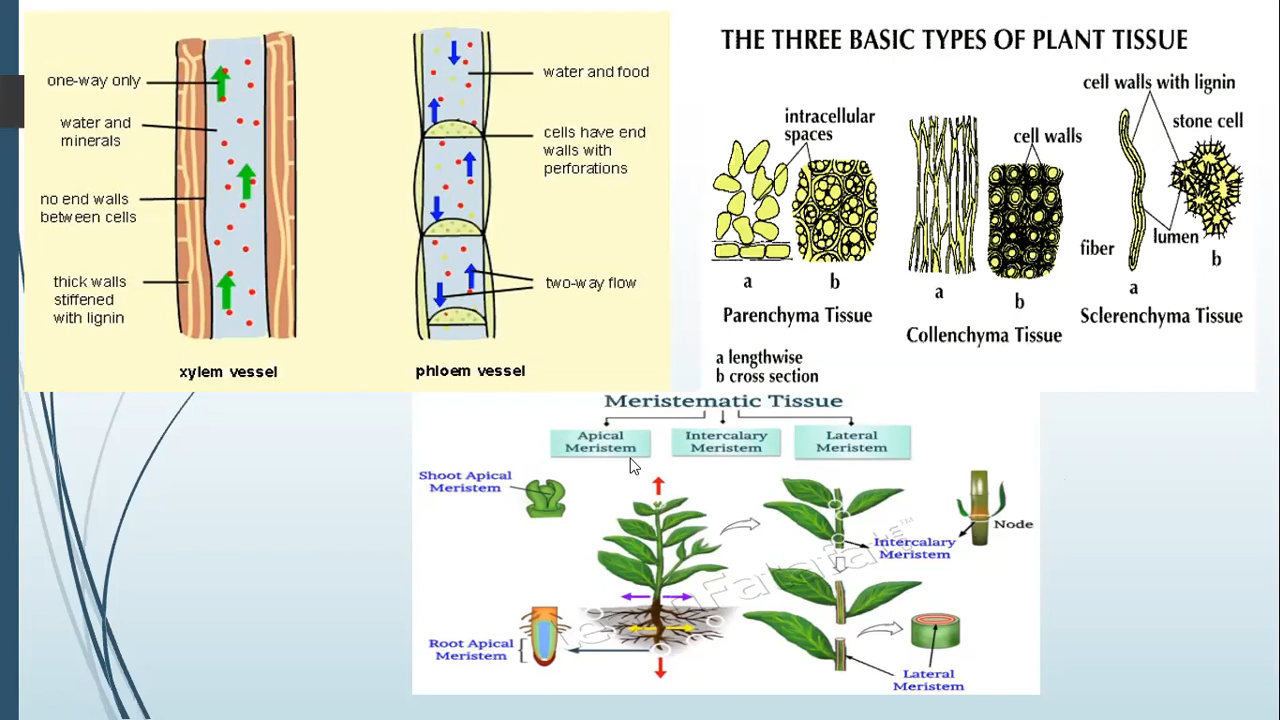 one-way only
water and
minerals
no end walls
between cells
thick walls
stiffened
with lignin
xylem vessel
water and food
cells have end
walls with
perforations
two-way flow
phloem vessel
THE THREE BASIC TYPES OF PLANT TISSUE
intracellular
spaces
a
b
Parenchyma Tissue
a lengthwise
b cross section
cell walls
a
b
Collenchyma Tissue
cell walls with lignin
stone cell
fiber
lumen
a
b
Sclerenchyma Tissue
Meristematic Tissue
Apical
Meristem
Intercalary
Meristem
Lateral
Meristem
Shoot Apical
Meristem
Root Apical
Meristem
Intercalary
Meristem
Node
Lateral
Meristem